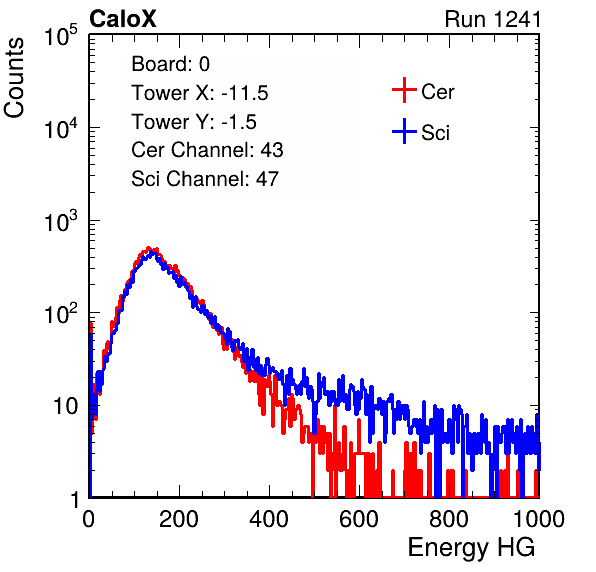 CaloX Run 1241
Board: 0
Tower X: -11.5
Tower Y: -1.5
Cer Channel: 43
Sci Channel: 47
Cer
Sci
Counts
10^5
10^4
10^3
10^2
10
1
0 200 400 600 800 1000
Energy HG